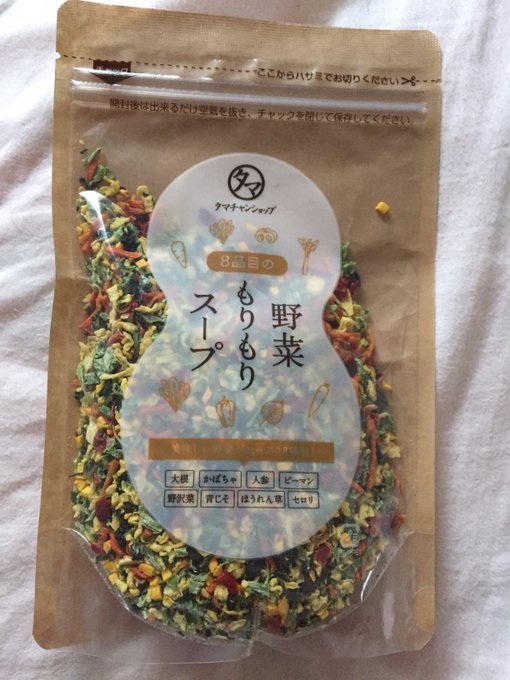 ここからハサミでお切りください
開封後は出来るだけ空気を抜き、チャックを閉じて保存してください。
タマ
タマチャンショップ
8品目の
野菜
もりもり
スープ
大根 かぼちゃ 人参 ピーマン
野沢菜 青じそ ほうれん草 セロリ